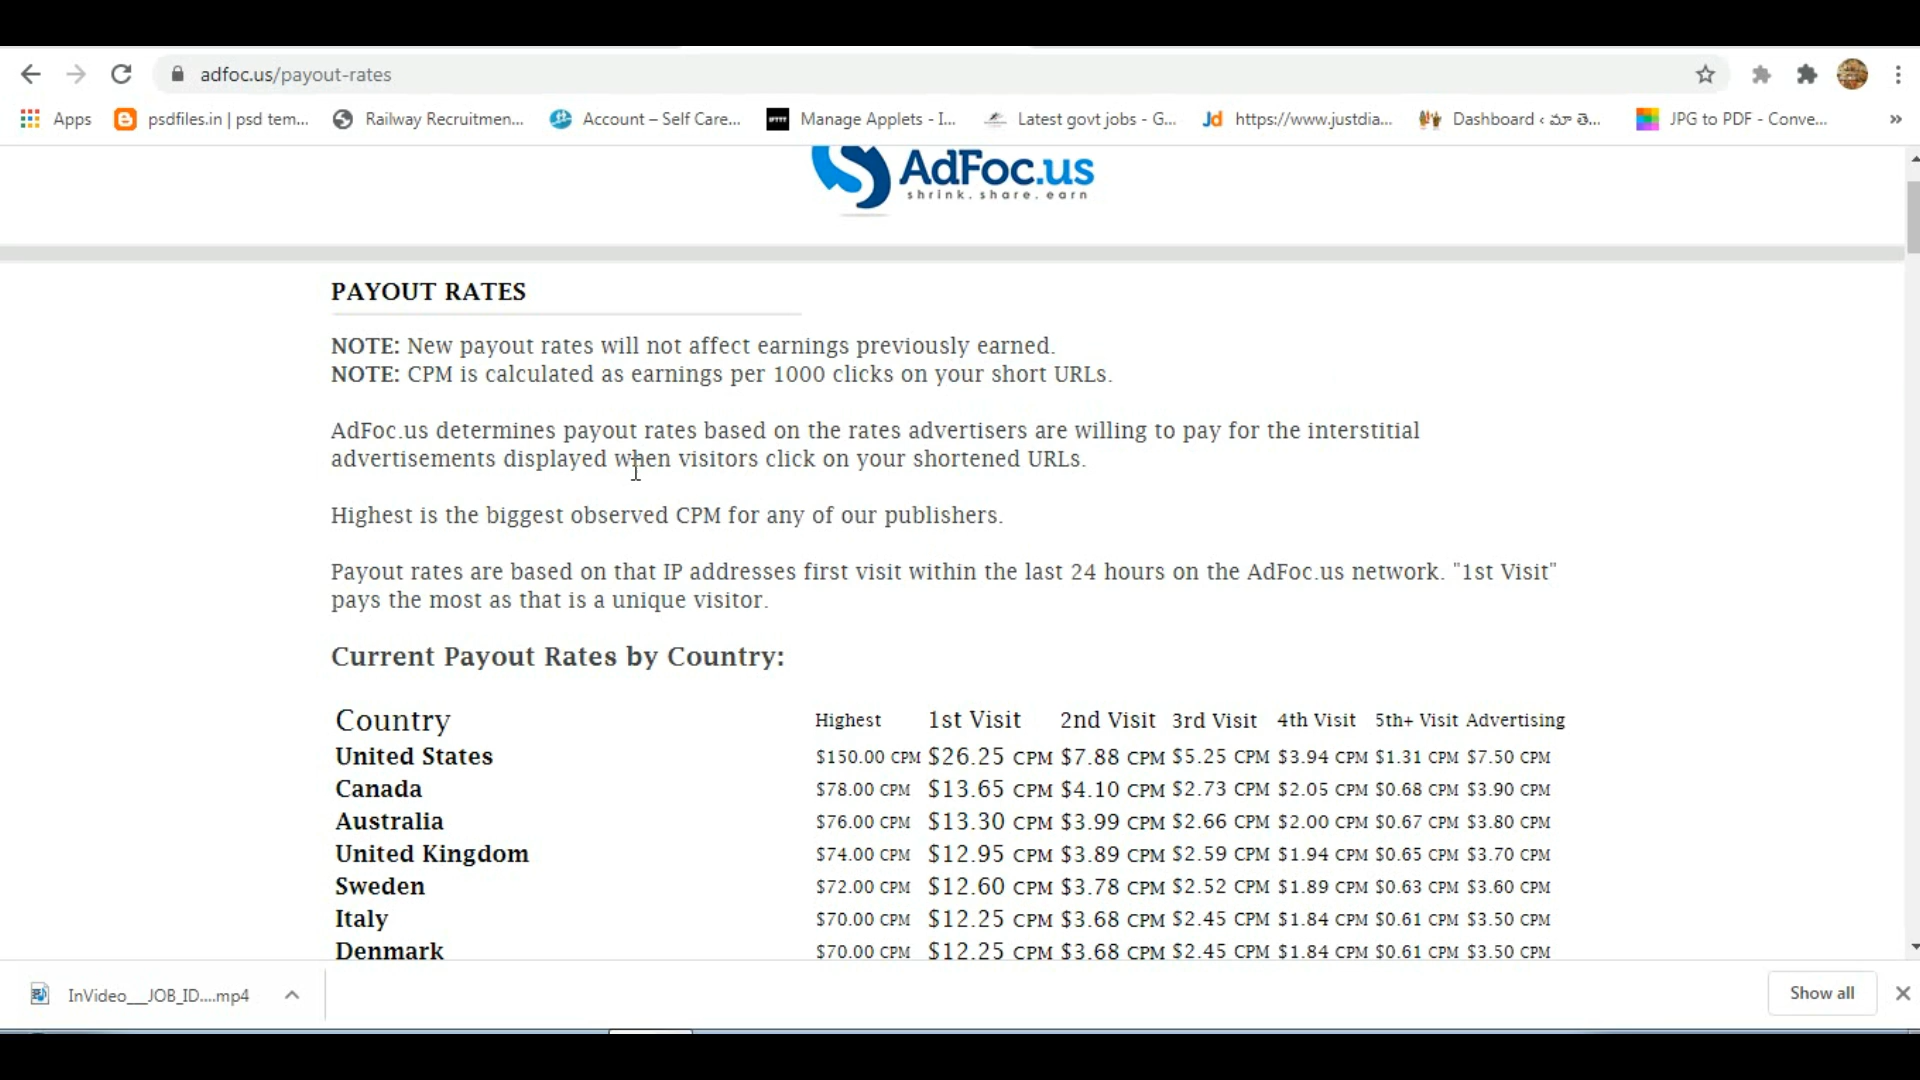 adfoc.us/payout-rates
Apps psdfiles.in | psd tem... Railway Recruitmen... Account – Self Care... IFTTT Manage Applets - I... Latest govt jobs - G... Jd https://www.justdia... Dashboard ‹ మా తె... JPG to PDF - Conve... »
AdFoc.us
shrink. share. earn
PAYOUT RATES
NOTE: New payout rates will not affect earnings previously earned.
NOTE: CPM is calculated as earnings per 1000 clicks on your short URLs.
AdFoc.us determines payout rates based on the rates advertisers are willing to pay for the interstitial
advertisements displayed when visitors click on your shortened URLs.
Highest is the biggest observed CPM for any of our publishers.
Payout rates are based on that IP addresses first visit within the last 24 hours on the AdFoc.us network. "1st Visit"
pays the most as that is a unique visitor.
Current Payout Rates by Country:
Country Highest 1st Visit 2nd Visit 3rd Visit 4th Visit 5th+ Visit Advertising
United States $150.00 CPM $26.25 CPM $7.88 CPM $5.25 CPM $3.94 CPM $1.31 CPM $7.50 CPM
Canada $78.00 CPM $13.65 CPM $4.10 CPM $2.73 CPM $2.05 CPM $0.68 CPM $3.90 CPM
Australia $76.00 CPM $13.30 CPM $3.99 CPM $2.66 CPM $2.00 CPM $0.67 CPM $3.80 CPM
United Kingdom $74.00 CPM $12.95 CPM $3.89 CPM $2.59 CPM $1.94 CPM $0.65 CPM $3.70 CPM
Sweden $72.00 CPM $12.60 CPM $3.78 CPM $2.52 CPM $1.89 CPM $0.63 CPM $3.60 CPM
Italy $70.00 CPM $12.25 CPM $3.68 CPM $2.45 CPM $1.84 CPM $0.61 CPM $3.50 CPM
Denmark $70.00 CPM $12.25 CPM $3.68 CPM $2.45 CPM $1.84 CPM $0.61 CPM $3.50 CPM
InVideo___JOB_ID....mp4 Show all